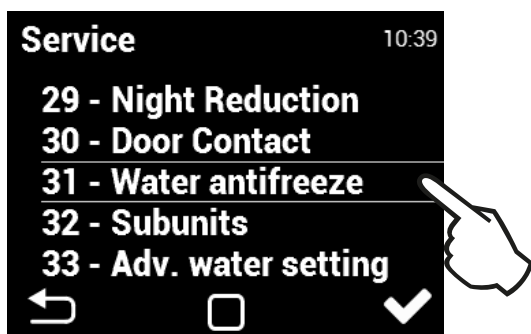 Service 10:39
29 - Night Reduction
30 - Door Contact
31 - Water antifreeze
32 - Subunits
33 - Adv. water setting